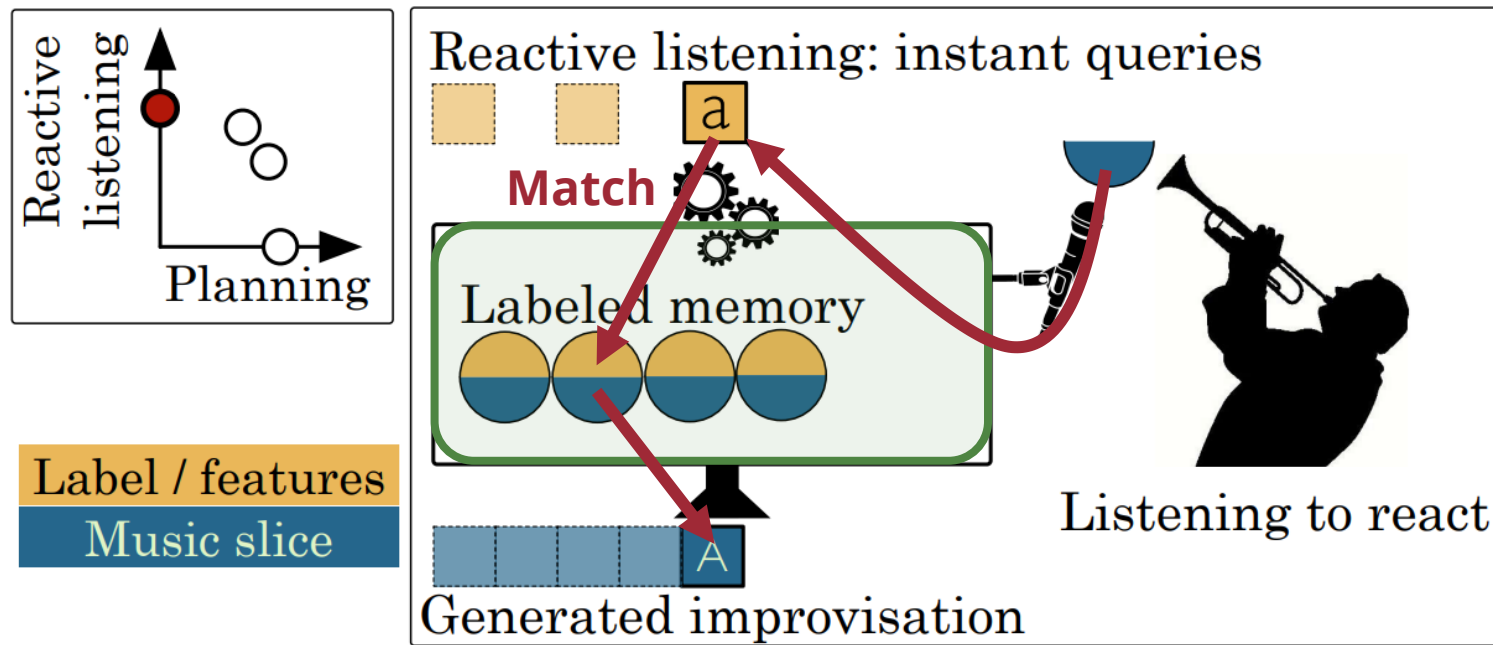 Reactive
listening
Planning
Label / features
Music slice
Reactive listening: instant queries
a
Match
Labeled memory
A
Generated improvisation
Listening to react